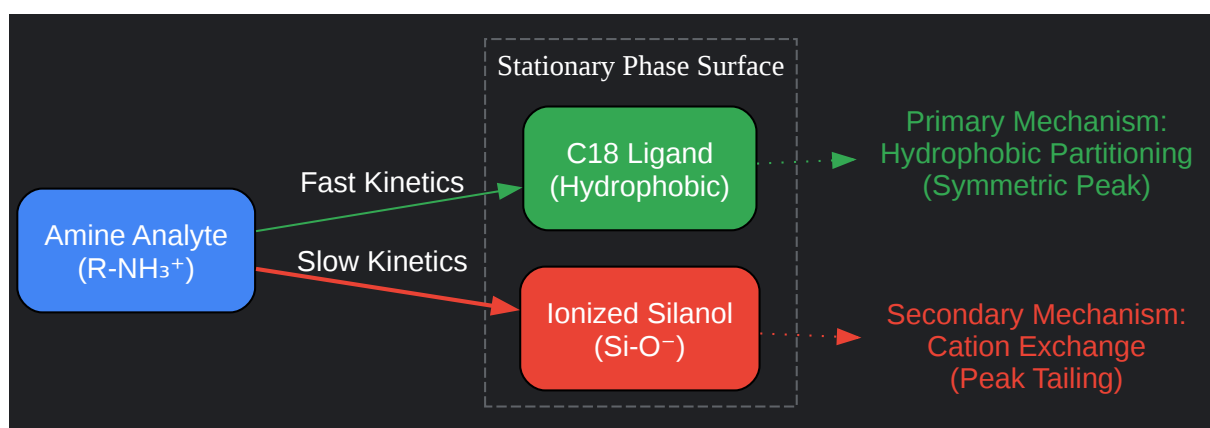 Stationary Phase Surface
Amine Analyte
(R-NH₃⁺)
Fast Kinetics
Slow Kinetics
C18 Ligand
(Hydrophobic)
Ionized Silanol
(Si-O⁻)
Primary Mechanism:
Hydrophobic Partitioning
(Symmetric Peak)
Secondary Mechanism:
Cation Exchange
(Peak Tailing)